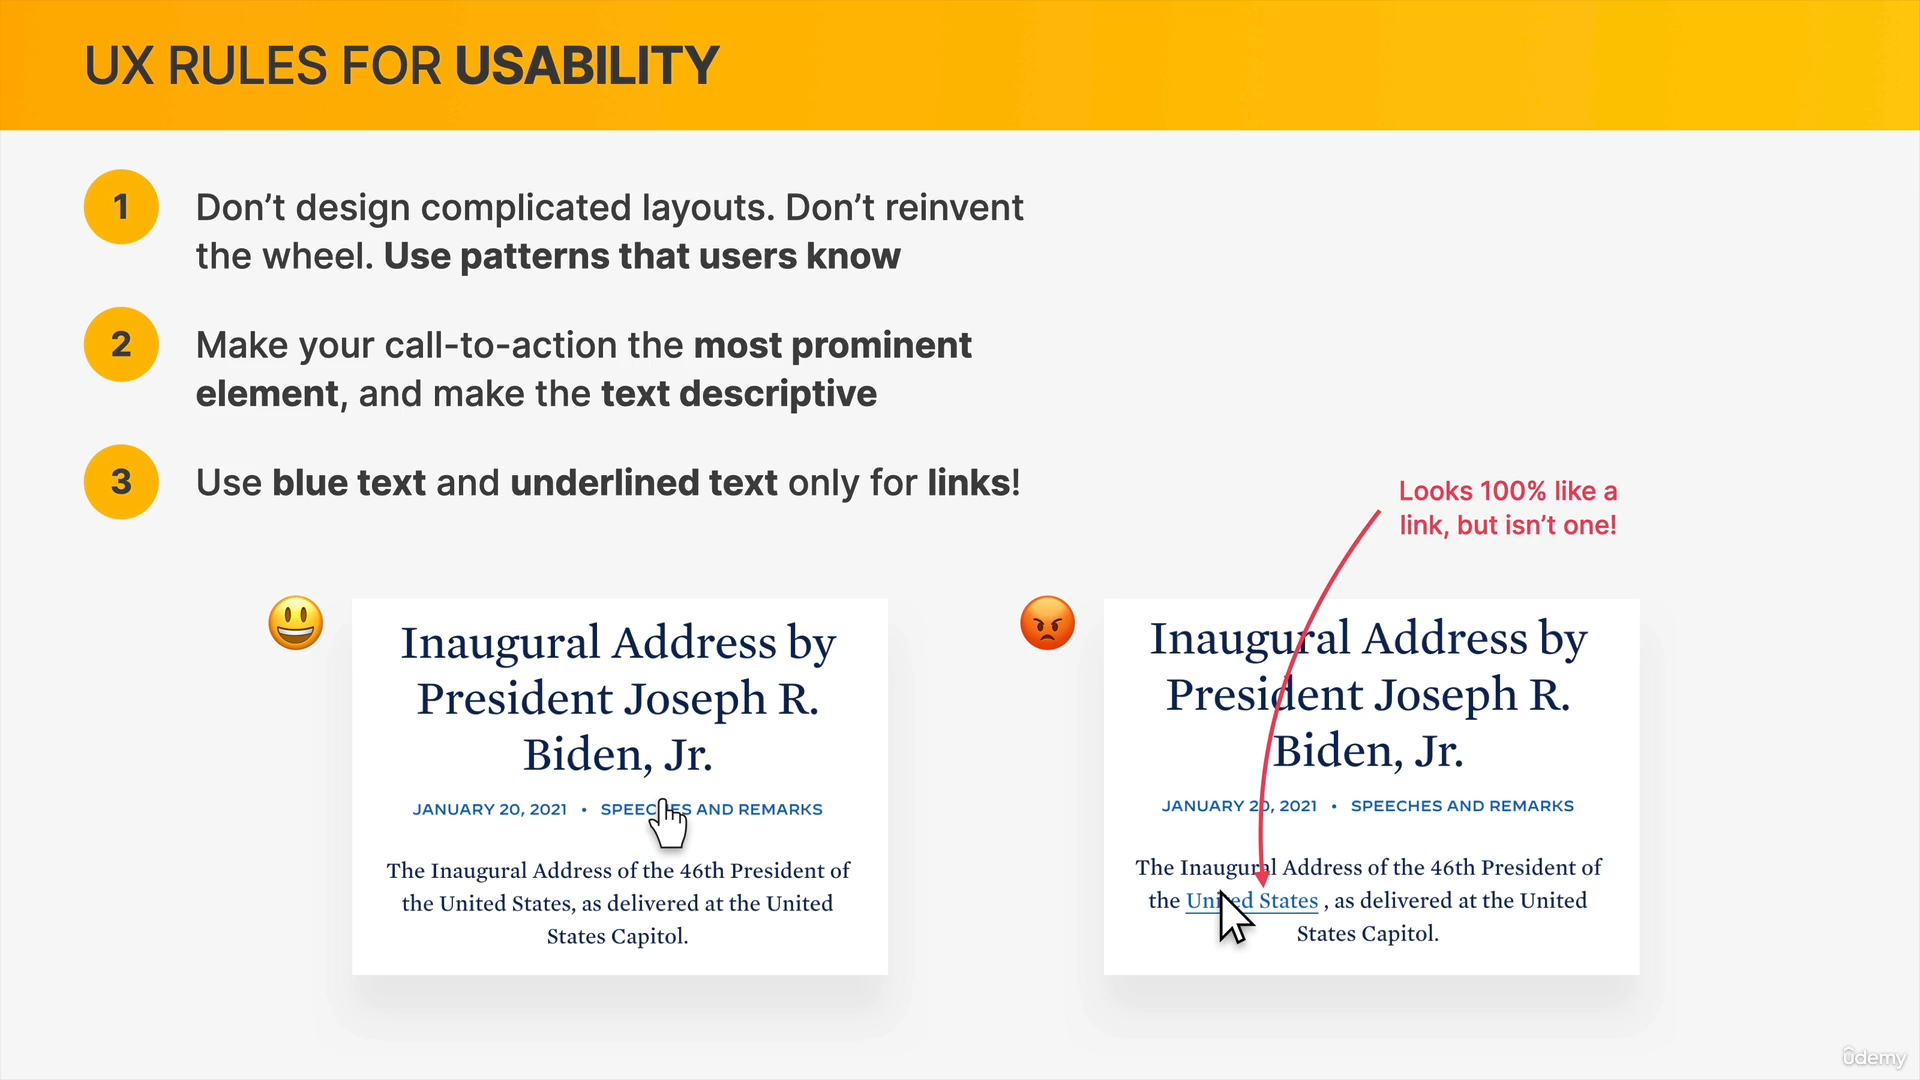 UX RULES FOR USABILITY
1
Don’t design complicated layouts. Don’t reinvent
the wheel. Use patterns that users know
2
Make your call-to-action the most prominent
element, and make the text descriptive
3
Use blue text and underlined text only for links!
Looks 100% like a
link, but isn’t one!
Inaugural Address by
President Joseph R.
Biden, Jr.
JANUARY 20, 2021 • SPEECHES AND REMARKS
The Inaugural Address of the 46th President of
the United States, as delivered at the United
States Capitol.
Inaugural Address by
President Joseph R.
Biden, Jr.
JANUARY 20, 2021 • SPEECHES AND REMARKS
The Inaugural Address of the 46th President of
the United States , as delivered at the United
States Capitol.
ûdemy